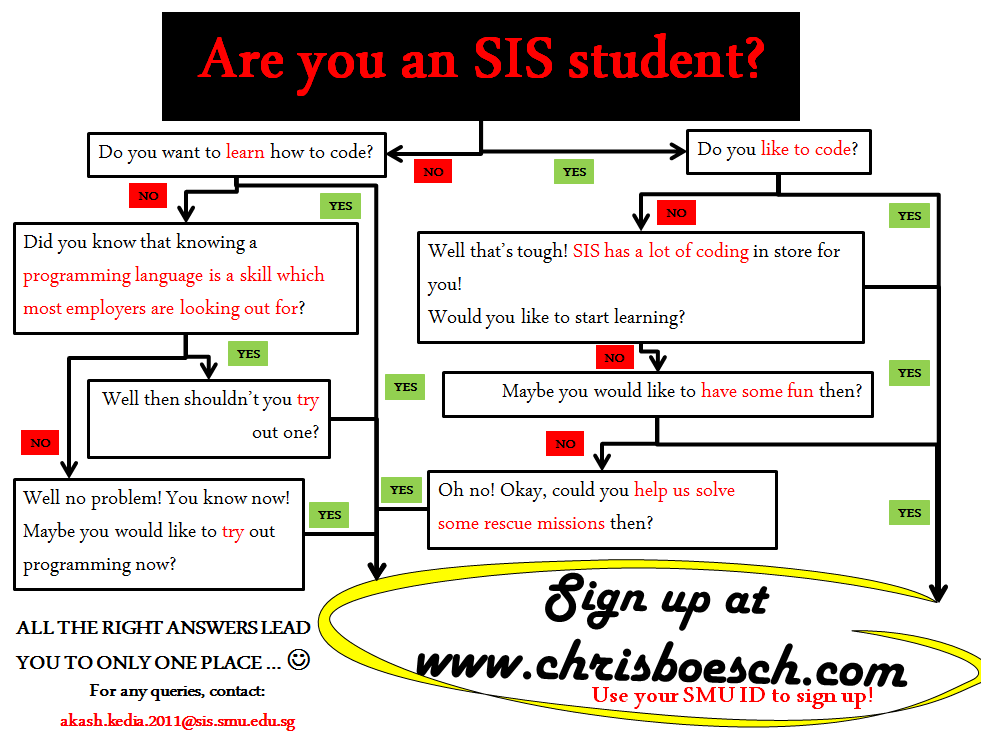 Are you an SIS student?
Do you want to learn how to code?
NO
YES
Do you like to code?
NO
YES
NO
YES
Did you know that knowing a
programming language is a skill which
most employers are looking out for?
Well that's tough! SIS has a lot of coding in store for
you!
Would you like to start learning?
YES
NO
YES
Well then shouldn't you try
out one?
YES
Maybe you would like to have some fun then?
NO
NO
Well no problem! You know now!
Maybe you would like to try out
programming now?
YES
YES
Oh no! Okay, could you help us solve
some rescue missions then?
YES
ALL THE RIGHT ANSWERS LEAD
YOU TO ONLY ONE PLACE ... ☺
For any queries, contact:
akash.kedia.2011@sis.smu.edu.sg
Sign up at
www.chrisboesch.com
Use your SMU ID to sign up!